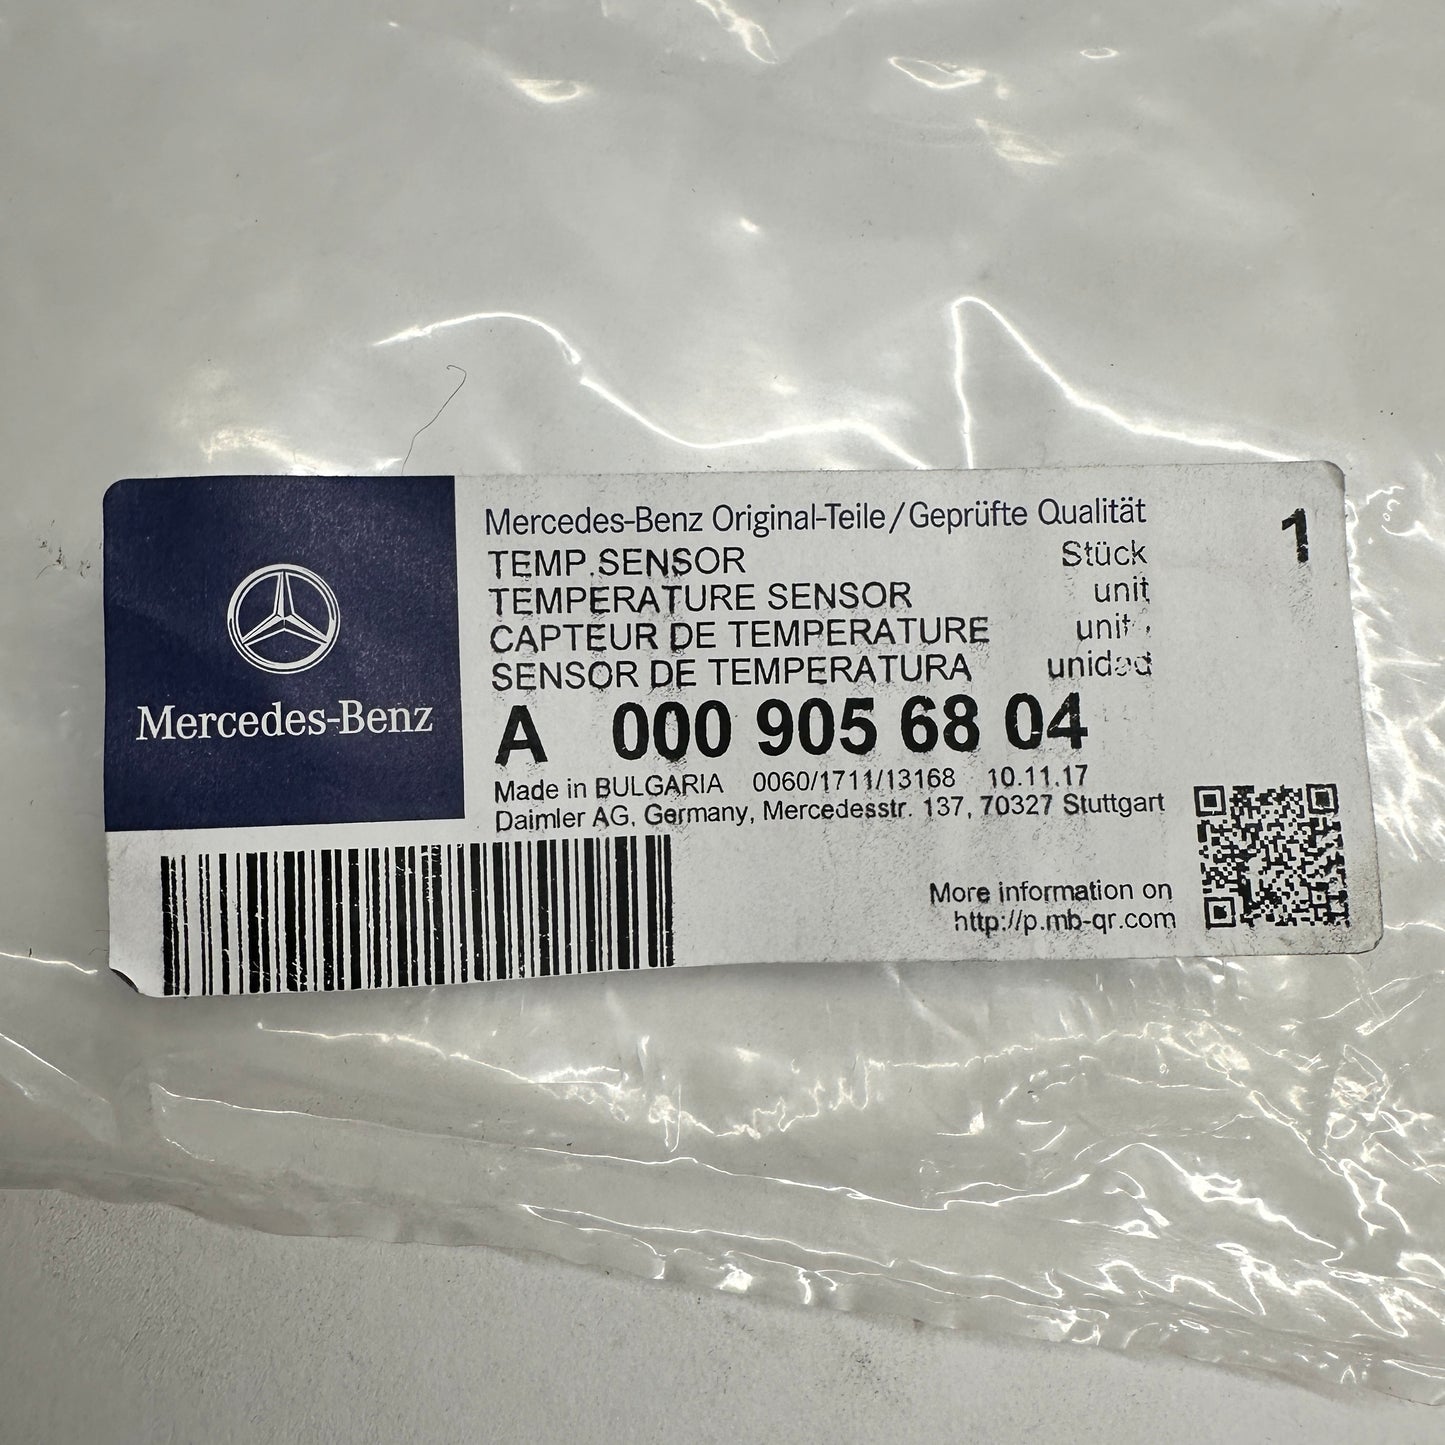 Mercedes-Benz
Mercedes-Benz Original-Teile/Geprüfte Qualität
TEMP.SENSOR Stück 1
TEMPERATURE SENSOR unit
CAPTEUR DE TEMPERATURE
SENSOR DE TEMPERATURA unidad
A 000 905 68 04
Made in BULGARIA 0060/1711/13168 10.11.17
Daimler AG, Germany, Mercedesstr. 137, 70327 Stuttgart
More information on
http://p.mb-qr.com